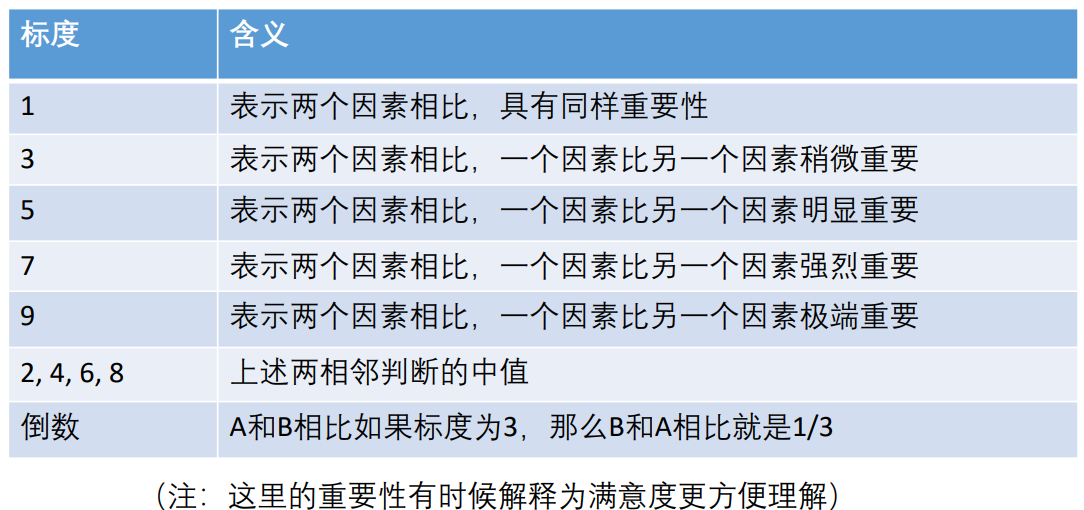 标度 含义
1 表示两个因素相比，具有同样重要性
3 表示两个因素相比，一个因素比另一个因素稍微重要
5 表示两个因素相比，一个因素比另一个因素明显重要
7 表示两个因素相比，一个因素比另一个因素强烈重要
9 表示两个因素相比，一个因素比另一个因素极端重要
2, 4, 6, 8 上述两相邻判断的中值
倒数 A和B相比如果标度为3，那么B和A相比就是1/3
（注：这里的重要性有时候解释为满意度更方便理解）